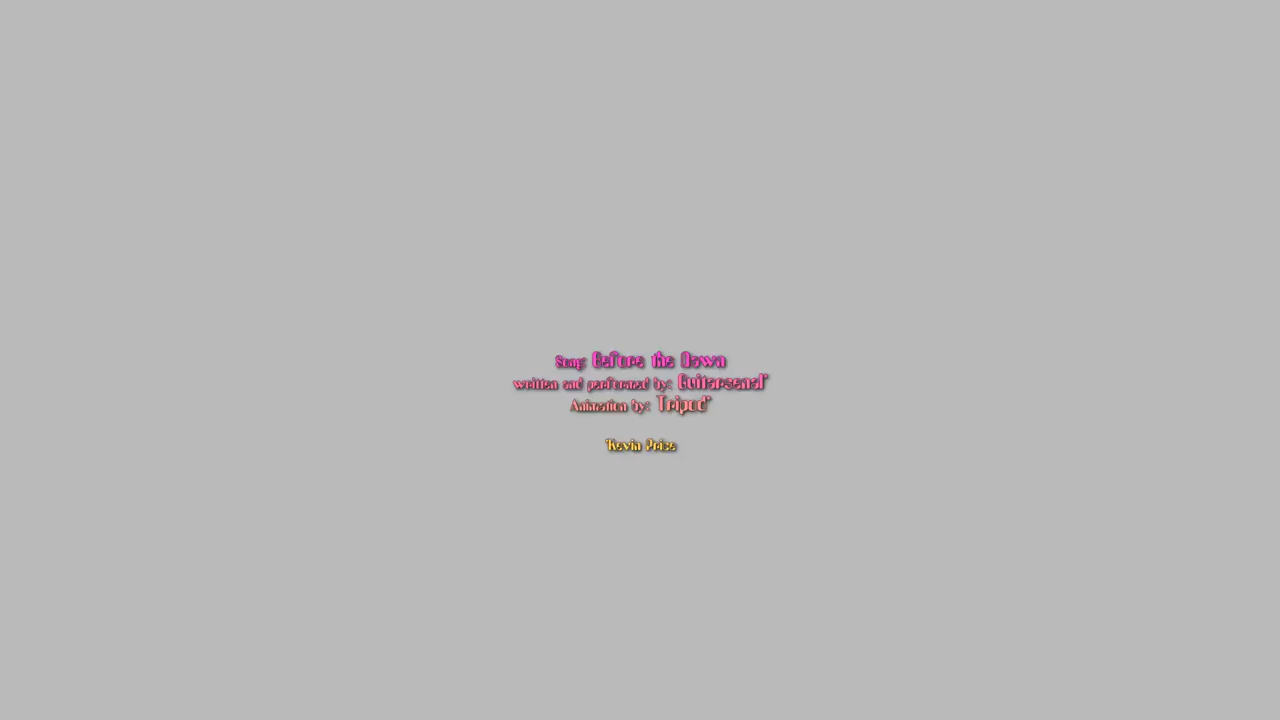 Song: Before the Dawn
written and performed by: Guitarsenal*
Animation by: Tripod*
*Kevin Price